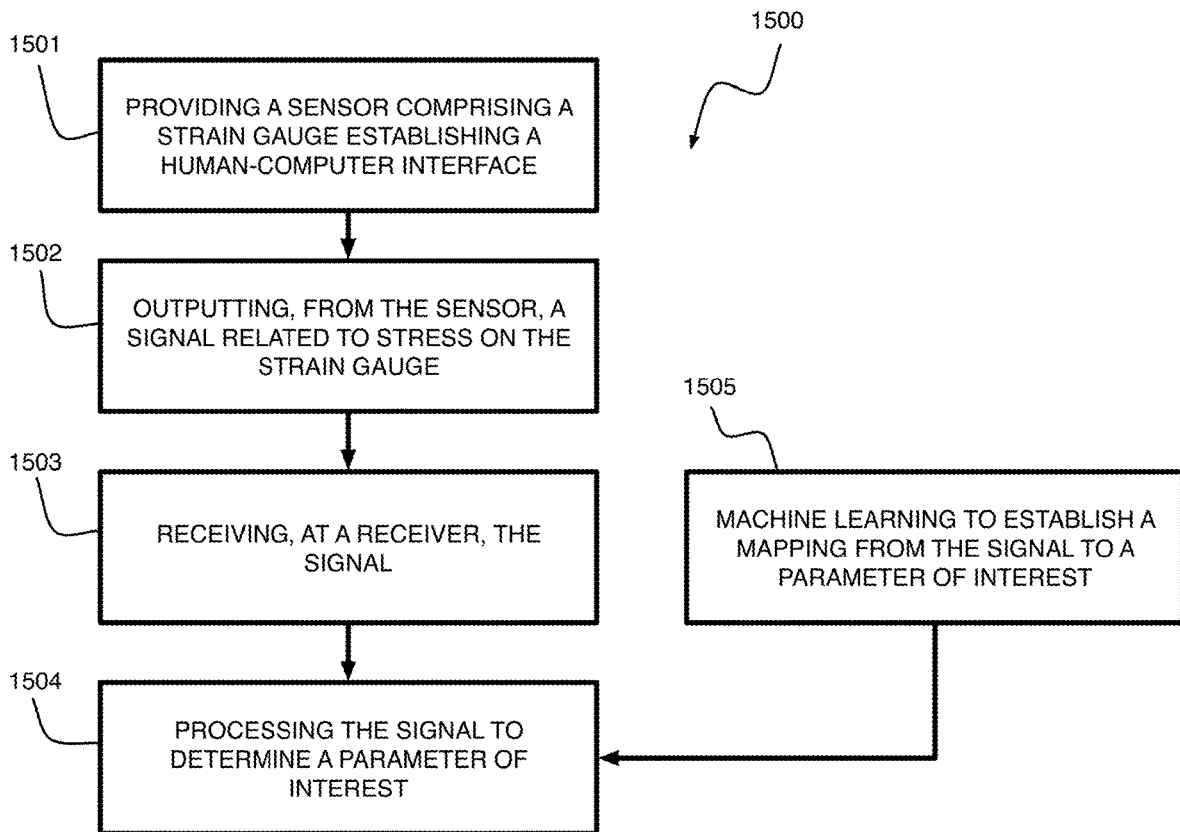 1500
1501
PROVIDING A SENSOR COMPRISING A
STRAIN GAUGE ESTABLISHING A
HUMAN-COMPUTER INTERFACE
1502
OUTPUTTING, FROM THE SENSOR, A
SIGNAL RELATED TO STRESS ON THE
STRAIN GAUGE
1503
RECEIVING, AT A RECEIVER, THE
SIGNAL
1505
MACHINE LEARNING TO ESTABLISH A
MAPPING FROM THE SIGNAL TO A
PARAMETER OF INTEREST
1504
PROCESSING THE SIGNAL TO
DETERMINE A PARAMETER OF
INTEREST